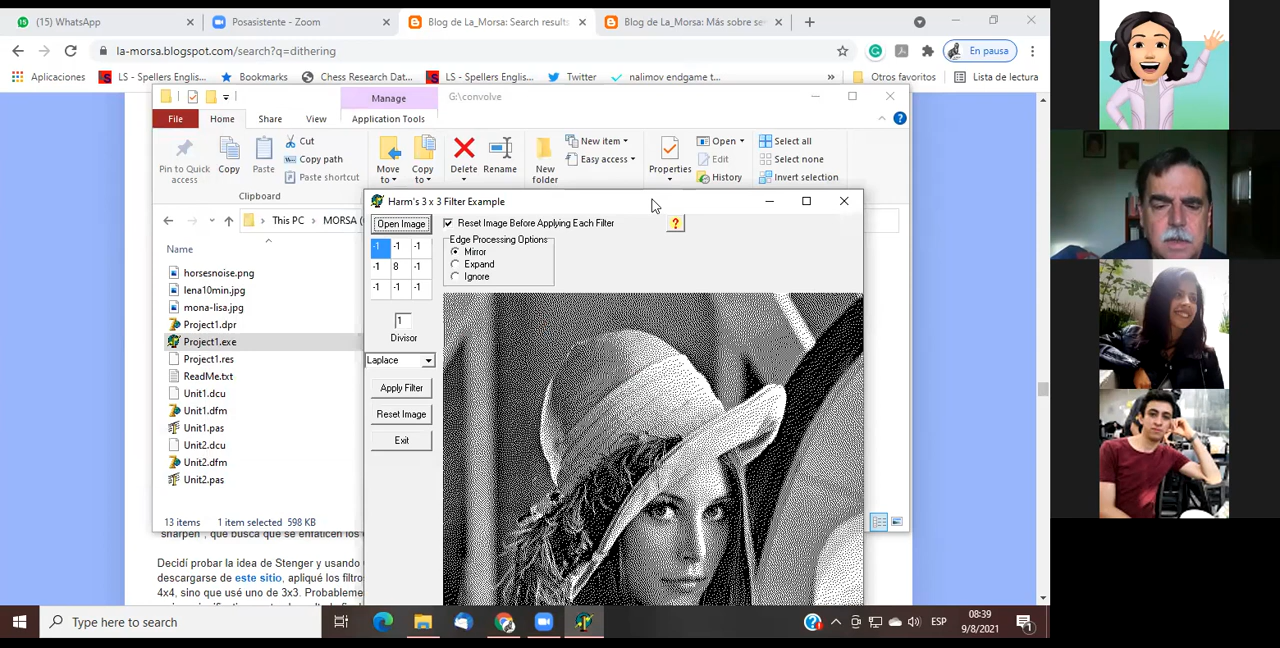 (15) WhatsApp
Posasistente - Zoom
Blog de La_Morsa: Search results
Blog de La_Morsa: Más sobre se
la-morsa.blogspot.com/search?q=dithering
En pausa
Aplicaciones
LS - Spellers Englis...
Bookmarks
Chess Research Dat...
LS - Spellers Englis...
Twitter
nalimov endgame t...
»
Otros favoritos
Lista de lectura
Manage
G:\convolve
File
Home
Share
View
Application Tools
Pin to Quick access
Copy
Paste
Cut
Copy path
Paste shortcut
Move to
Copy to
Delete
Rename
New folder
New item
Easy access
Properties
Open
Edit
History
Select all
Select none
Invert selection
Clipboard
This PC
MORSA (
Name
horsesnoise.png
lena10min.jpg
mona-lisa.jpg
Project1.dpr
Project1.exe
Project1.res
ReadMe.txt
Unit1.dcu
Unit1.dfm
Unit1.pas
Unit2.dcu
Unit2.dfm
Unit2.pas
13 items
1 item selected 598 KB
Harm's 3 x 3 Filter Example
Open Image
Reset Image Before Applying Each Filter
?
Edge Processing Options
Mirror
Expand
Ignore
-1 -1 -1
-1 8 -1
-1 -1 -1
1
Divisor
Laplace
Apply Filter
Reset Image
Exit
sharpen", que busca que se enfaticen los
Decidí probar la idea de Stenger y usando
descargarse de este sitio, apliqué los filtros
4x4, sino que usé uno de 3x3. Probablemen
Type here to search
ESP
08:39
9/8/2021
1